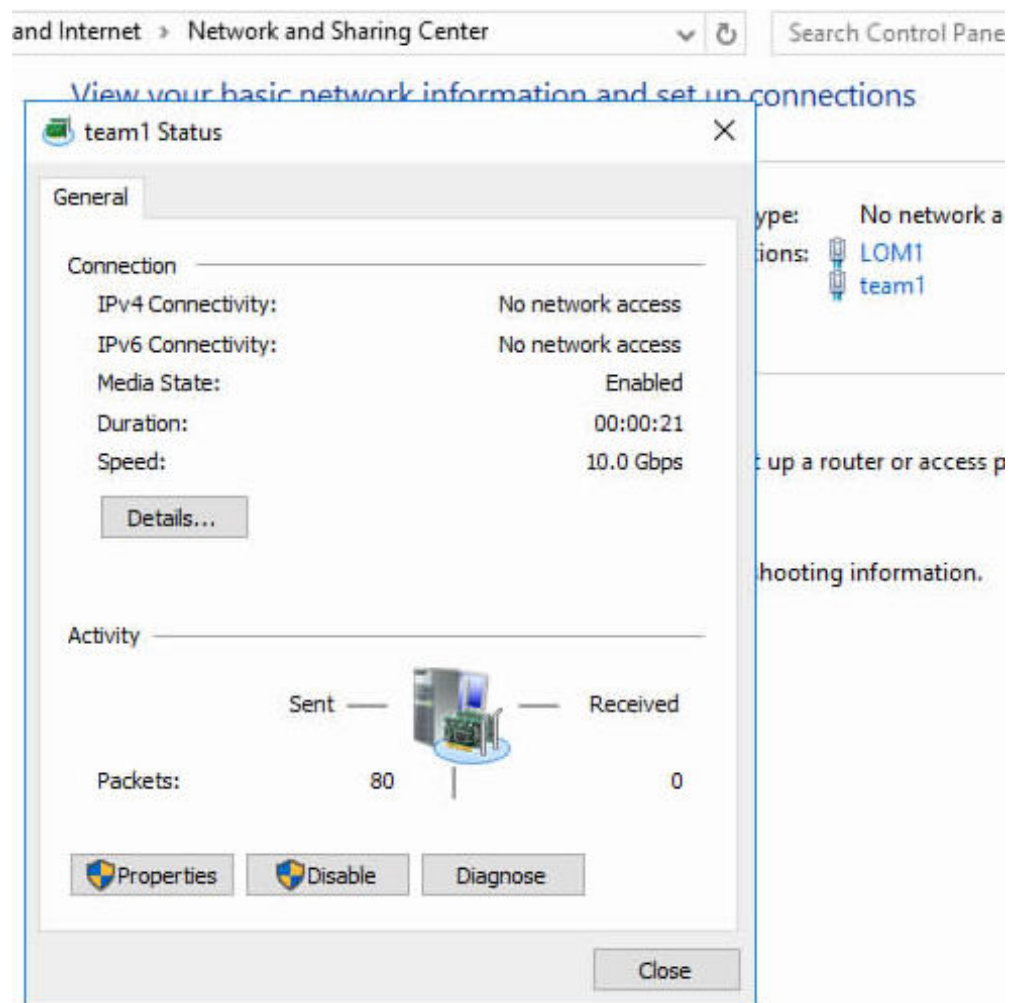 and Internet > Network and Sharing Center
Search Control Pane
View your basic network information and set up connections
team1 Status
General
ype: No network a
ions: LOM1
team1
Connection
IPv4 Connectivity: No network access
IPv6 Connectivity: No network access
Media State: Enabled
Duration: 00:00:21
Speed: 10.0 Gbps
t up a router or access p
Details...
hooting information.
Activity
Sent Received
Packets: 80 0
Properties Disable Diagnose
Close